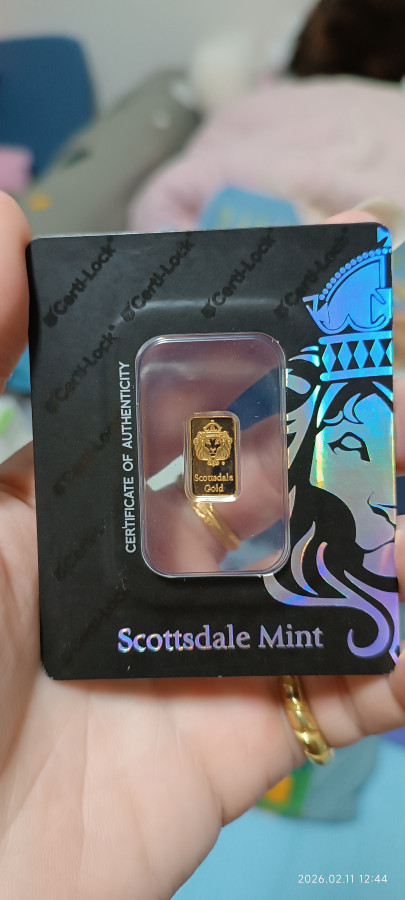 Certi-Lock®
Certi-Lock®
Certi-Lock®
Certi-Lock®
CERTIFICATE OF AUTHENTICITY
Scottsdale
Gold
Scottsdale Mint
2026.02.11 12:44